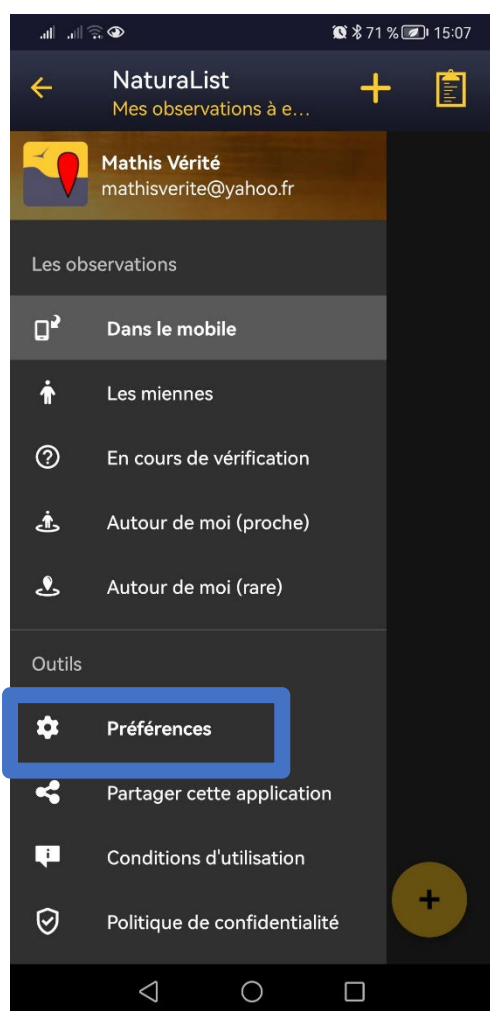 71 % 15:07
NaturaList
Mes observations à e...
Mathis Vérité
mathisverite@yahoo.fr
Les observations
Dans le mobile
Les miennes
En cours de vérification
Autour de moi (proche)
Autour de moi (rare)
Outils
Préférences
Partager cette application
Conditions d'utilisation
Politique de confidentialité